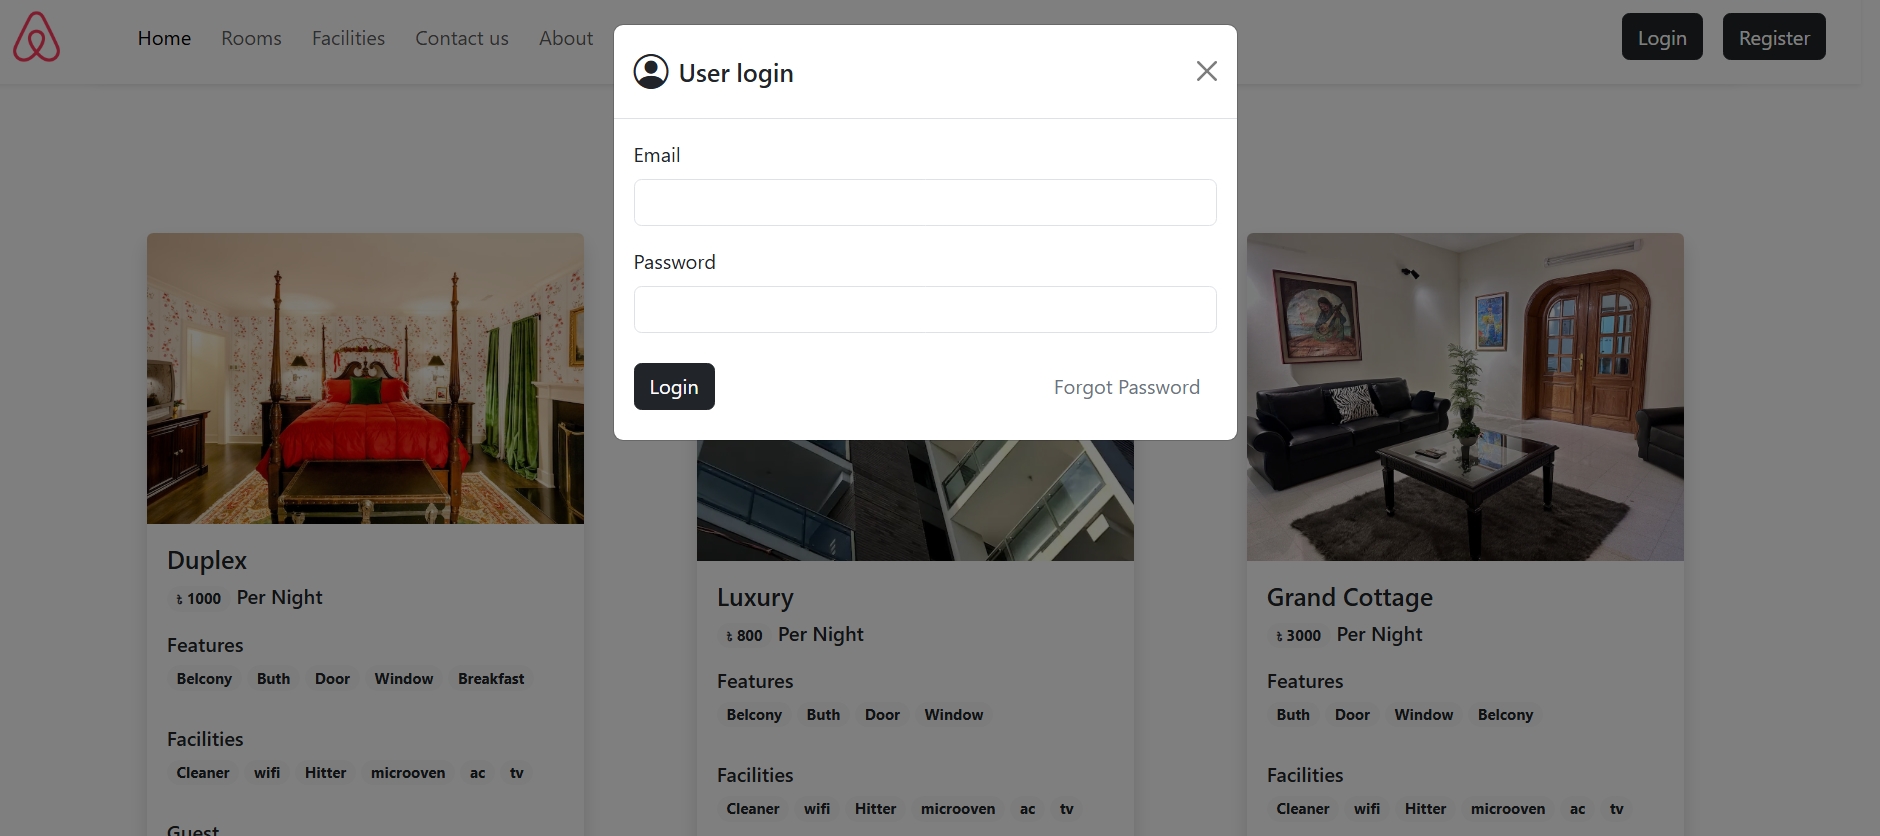 Home Rooms Facilities Contact us About
Login Register
User login
Email
Password
Login Forgot Password
Duplex
৳ 1000 Per Night
Features
Belcony Buth Door Window Breakfast
Facilities
Cleaner wifi Hitter microoven ac tv
Guest
Luxury
৳ 800 Per Night
Features
Belcony Buth Door Window
Facilities
Cleaner wifi Hitter microoven ac tv
Grand Cottage
৳ 3000 Per Night
Features
Buth Door Window Belcony
Facilities
Cleaner wifi Hitter microoven ac tv